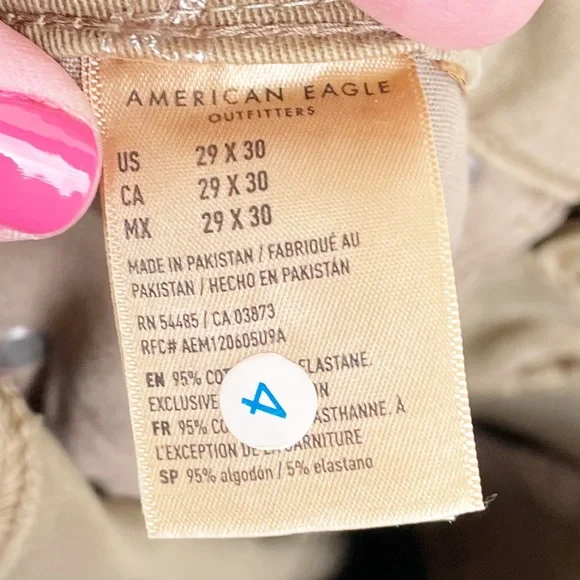 AMERICAN EAGLE
OUTFITTERS
US 29 X 30
CA 29 X 30
MX 29 X 30
MADE IN PAKISTAN / FABRIQUÉ AU
PAKISTAN / HECHO EN PAKISTÁN
RN 54485 / CA 03873
RFC# AEM120605U9A
EN 95% ELASTANE.
EXCLUSIVE
4
FR 95% ASTHANNE. À
L'EXCEPTION DE LA GARNITURE
SP 95% algodón / 5% elastano